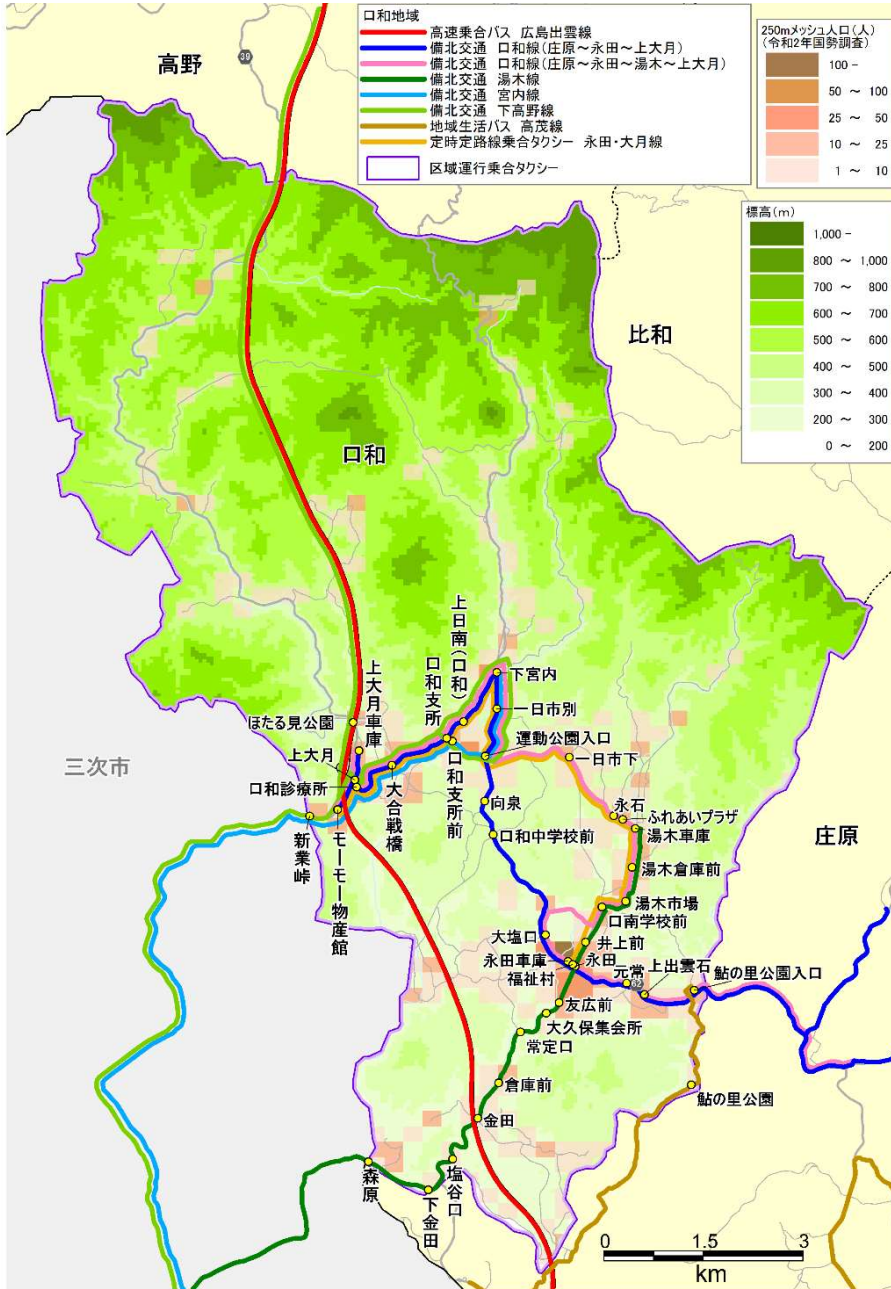 口和地域
高速乗合バス 広島出雲線
備北交通 口和線(庄原～永田～上大月)
備北交通 口和線(庄原～永田～湯木～上大月)
備北交通 湯木線
備北交通 宮内線
備北交通 下高野線
地域生活バス 高茂線
定時定路線乗合タクシー 永田・大月線
区域運行乗合タクシー
250mメッシュ人口(人)
(令和2年国勢調査)
100 -
50 ～ 100
25 ～ 50
10 ～ 25
1 ～ 10
標高(m)
1,000 -
800 ～ 1,000
700 ～ 800
600 ～ 700
500 ～ 600
400 ～ 500
300 ～ 400
200 ～ 300
0 ～ 200
高野
39
比和
口和
三次市
庄原
上日南(口和)
口和支所
上大月車庫
下宮内
一日市別
ほたる見公園
運動公園入口
上大月
一日市下
口和診療所
大合戦橋
口和支所前
向泉
永石
ふれあいプラザ
湯木車庫
口和中学校前
新業峠
モーモー物産館
湯木倉庫前
湯木市場
口南学校前
大塩口
井上前
永田車庫
永田
福祉村
元常
62
上出雲石
鮎の里公園入口
友広前
大久保集会所
常定口
倉庫前
鮎の里公園
金田
塩谷口
森原
下金田
0
1.5
3
km